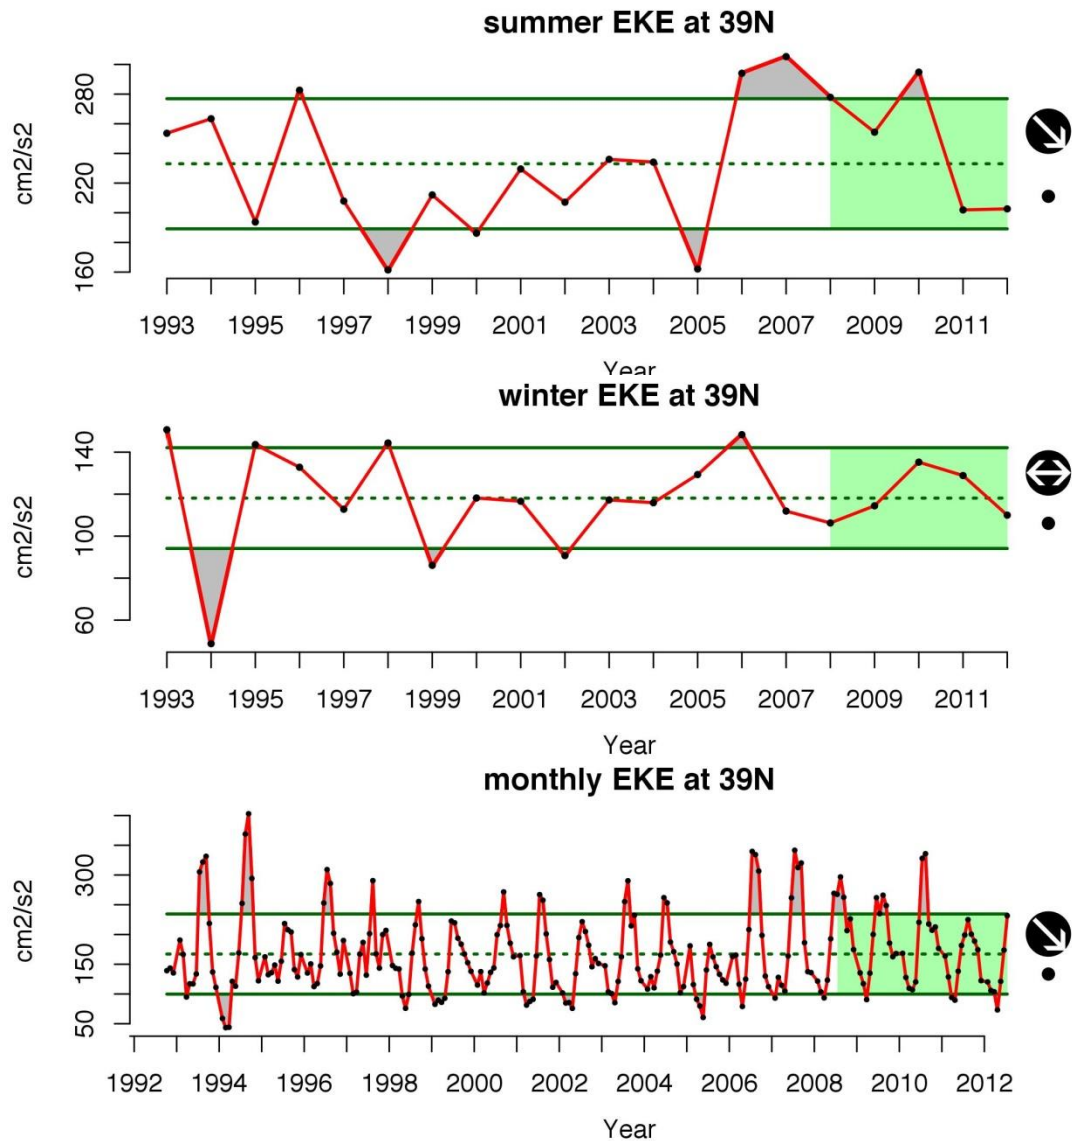 summer EKE at 39N
cm2/s2
280
220
160
1993 1995 1997 1999 2001 2003 2005 2007 2009 2011
Year
winter EKE at 39N
cm2/s2
140
100
60
1993 1995 1997 1999 2001 2003 2005 2007 2009 2011
Year
monthly EKE at 39N
cm2/s2
300
150
50
1992 1994 1996 1998 2000 2002 2004 2006 2008 2010 2012
Year